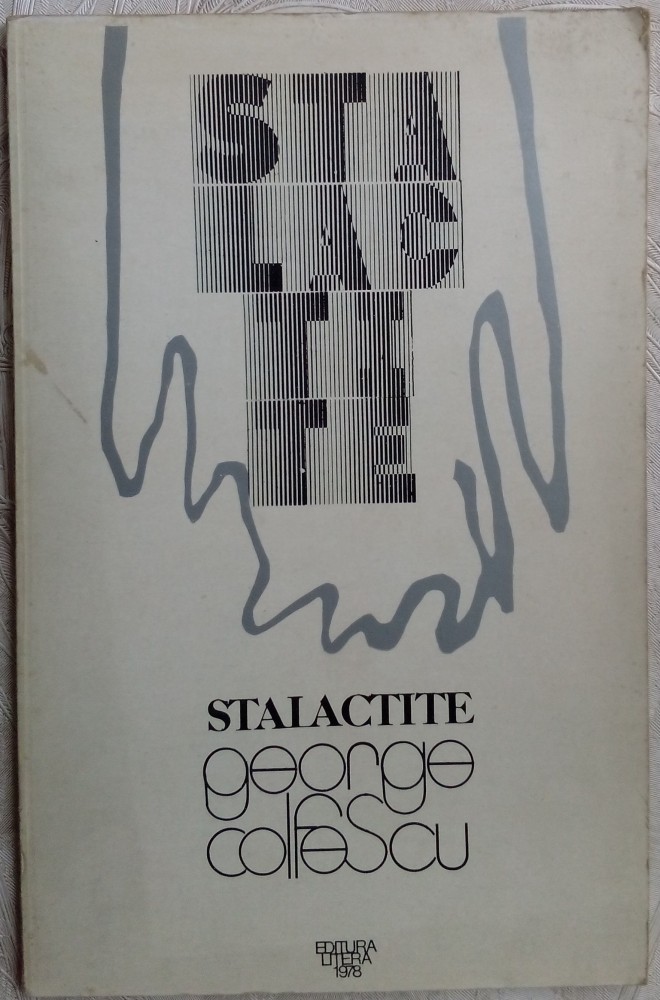 STA
LAC
TI
TE
STALACTITE
george
colfescu
EDITURA
LITERA
1978